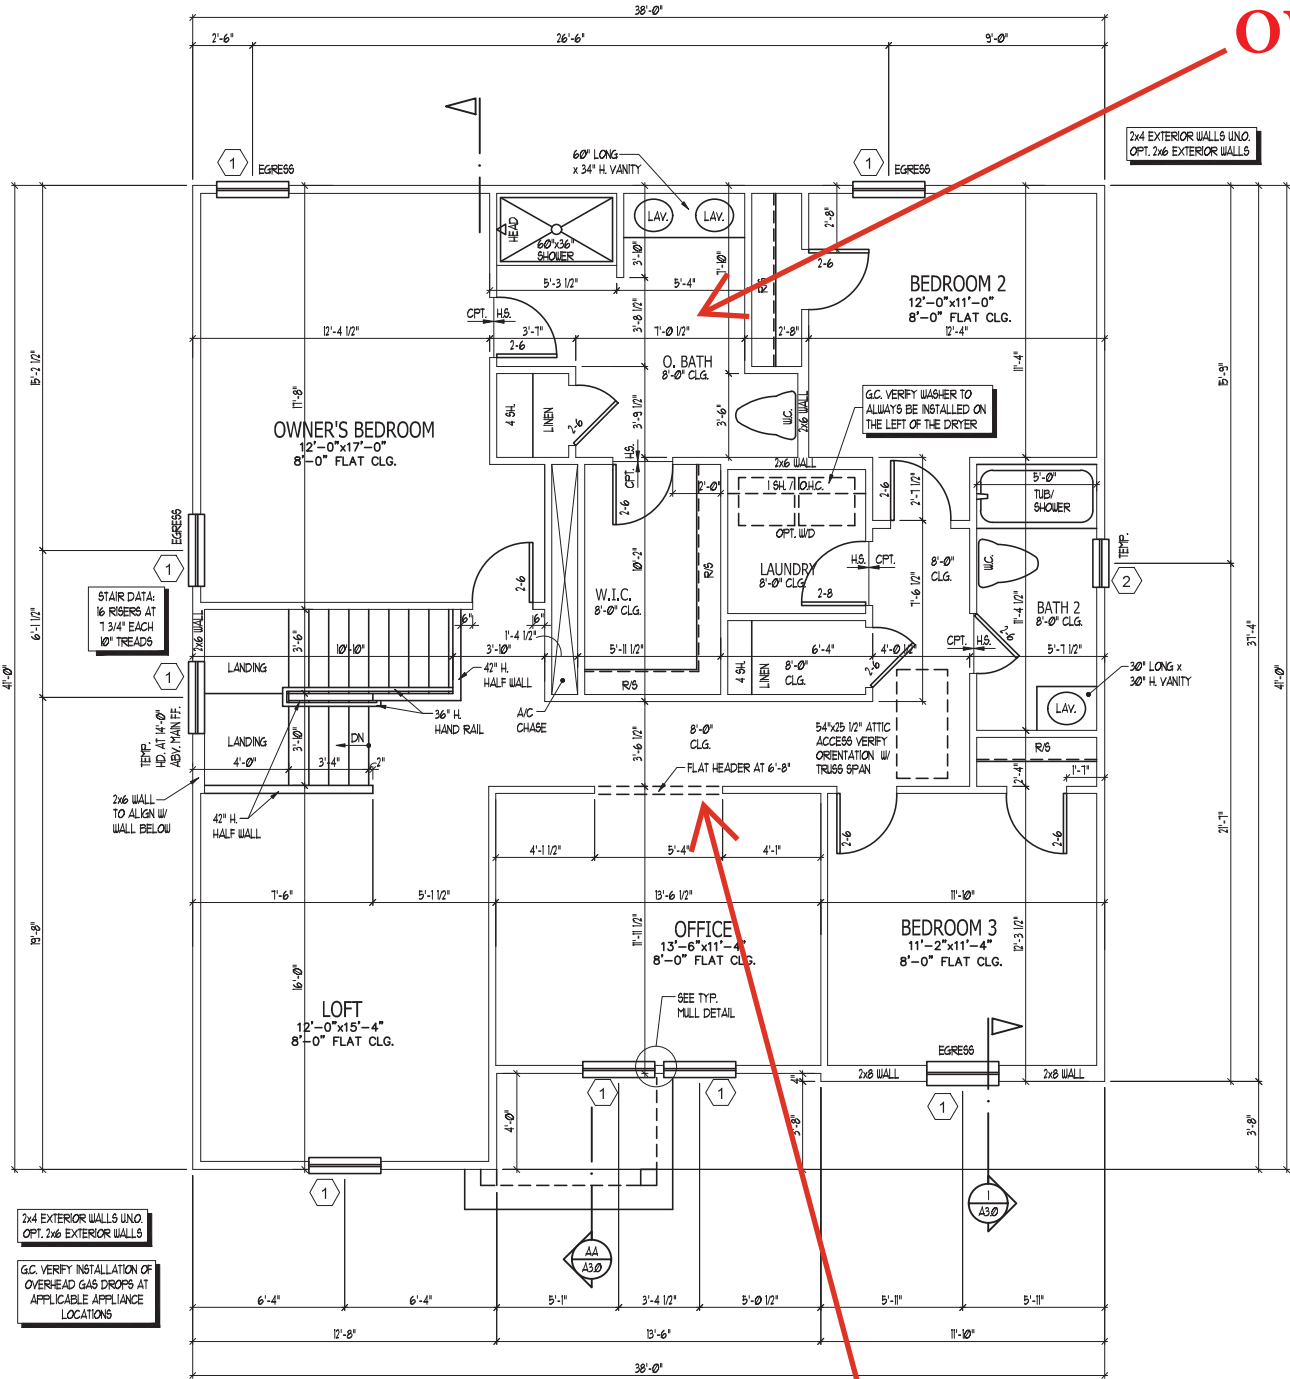 38'-0"
2'-6"
26'-6"
9'-0"
1
EGRESS
60" LONG
x 34" H. VANITY
1
EGRESS
2x4 EXTERIOR WALLS U.N.O.
OPT. 2x6 EXTERIOR WALLS
HEAD
60"x36"
SHOWER
LAV.
LAV.
3'-10"
7'-10"
2'-8"
2-6
5'-3 1/2"
5'-4"
R/S
BEDROOM 2
12'-0"x11'-0"
8'-0" FLAT CLG.
CPT.
H.S.
3'-8 1/2"
12'-4 1/2"
3'-7"
7'-0 1/2"
2'-8"
12'-4"
2-6
O. BATH
8'-0" CLG.
15'-2 1/2"
17'-8"
11'-4"
15'-9"
4 SH.
LINEN
2-6
3'-9 1/2"
3'-6"
W.C.
2x6 WALL
G.C. VERIFY WASHER TO
ALWAYS BE INSTALLED ON
THE LEFT OF THE DRYER
OWNER'S BEDROOM
12'-0"x17'-0"
8'-0" FLAT CLG.
CPT.
H.S.
2x6 WALL
2'-0"
1 SH. / O.H.C.
2-6
2'-7 1/2"
5'-0"
TUB/
SHOWER
2-6
OPT. W/D
EGRESS
1
10'-2"
R/S
LAUNDRY
8'-0" CLG.
H.S.
CPT.
8'-0"
CLG.
W.C.
TEMP.
2
2-6
2-8
STAIR DATA:
16 RISERS AT
7 3/4" EACH
10" TREADS
W.I.C.
8'-0" CLG.
7'-6 1/2"
11'-4 1/2"
BATH 2
8'-0" CLG.
6'-1 1/2"
2x6 WALL
3'-6"
6"
6"
1'-4 1/2"
CPT.
H.S.
2-6
37'-4"
LANDING
10'-10"
3'-10"
5'-11 1/2"
6'-4"
4'-0 1/2"
5'-7 1/2"
1
42" H.
HALF WALL
4 SH.
LINEN
8'-0"
CLG.
2-6
30" LONG x
30" H. VANITY
41'-0"
41'-0"
R/S
36" H.
HAND RAIL
A/C
CHASE
LAV.
LANDING
3'-10"
DN
TEMP.
HD. AT 14'-0"
ABV. MAIN F.F.
8'-0"
CLG.
3'-6 1/2"
54"x25 1/2" ATTIC
ACCESS VERIFY
ORIENTATION W/
TRUSS SPAN
R/S
4'-0"
3'-4"
2"
FLAT HEADER AT 6'-8"
2'-4"
1'-7"
2x6 WALL
TO ALIGN W/
WALL BELOW
42" H.
HALF WALL
2-6
2-6
4'-1 1/2"
5'-4"
4'-1"
21'-7"
7'-6"
5'-1 1/2"
13'-6 1/2"
11'-10"
19'-8"
OFFICE
13'-6"x11'-4"
8'-0" FLAT CLG.
11'-11 1/2"
BEDROOM 3
11'-2"x11'-4"
8'-0" FLAT CLG.
12'-3 1/2"
16'-0"
LOFT
12'-0"x15'-4"
8'-0" FLAT CLG.
SEE TYP.
MULL DETAIL
EGRESS
2x8 WALL
2x8 WALL
1
1
1
4"
4'-0"
3'-8"
3'-8"
1
1
A3.0
2x4 EXTERIOR WALLS U.N.O.
OPT. 2x6 EXTERIOR WALLS
AA
A3.0
G.C. VERIFY INSTALLATION OF
OVERHEAD GAS DROPS AT
APPLICABLE APPLIANCE
LOCATIONS
6'-4"
6'-4"
5'-1"
3'-4 1/2"
5'-0 1/2"
5'-11"
5'-11"
12'-8"
13'-6"
11'-10"
38'-0"